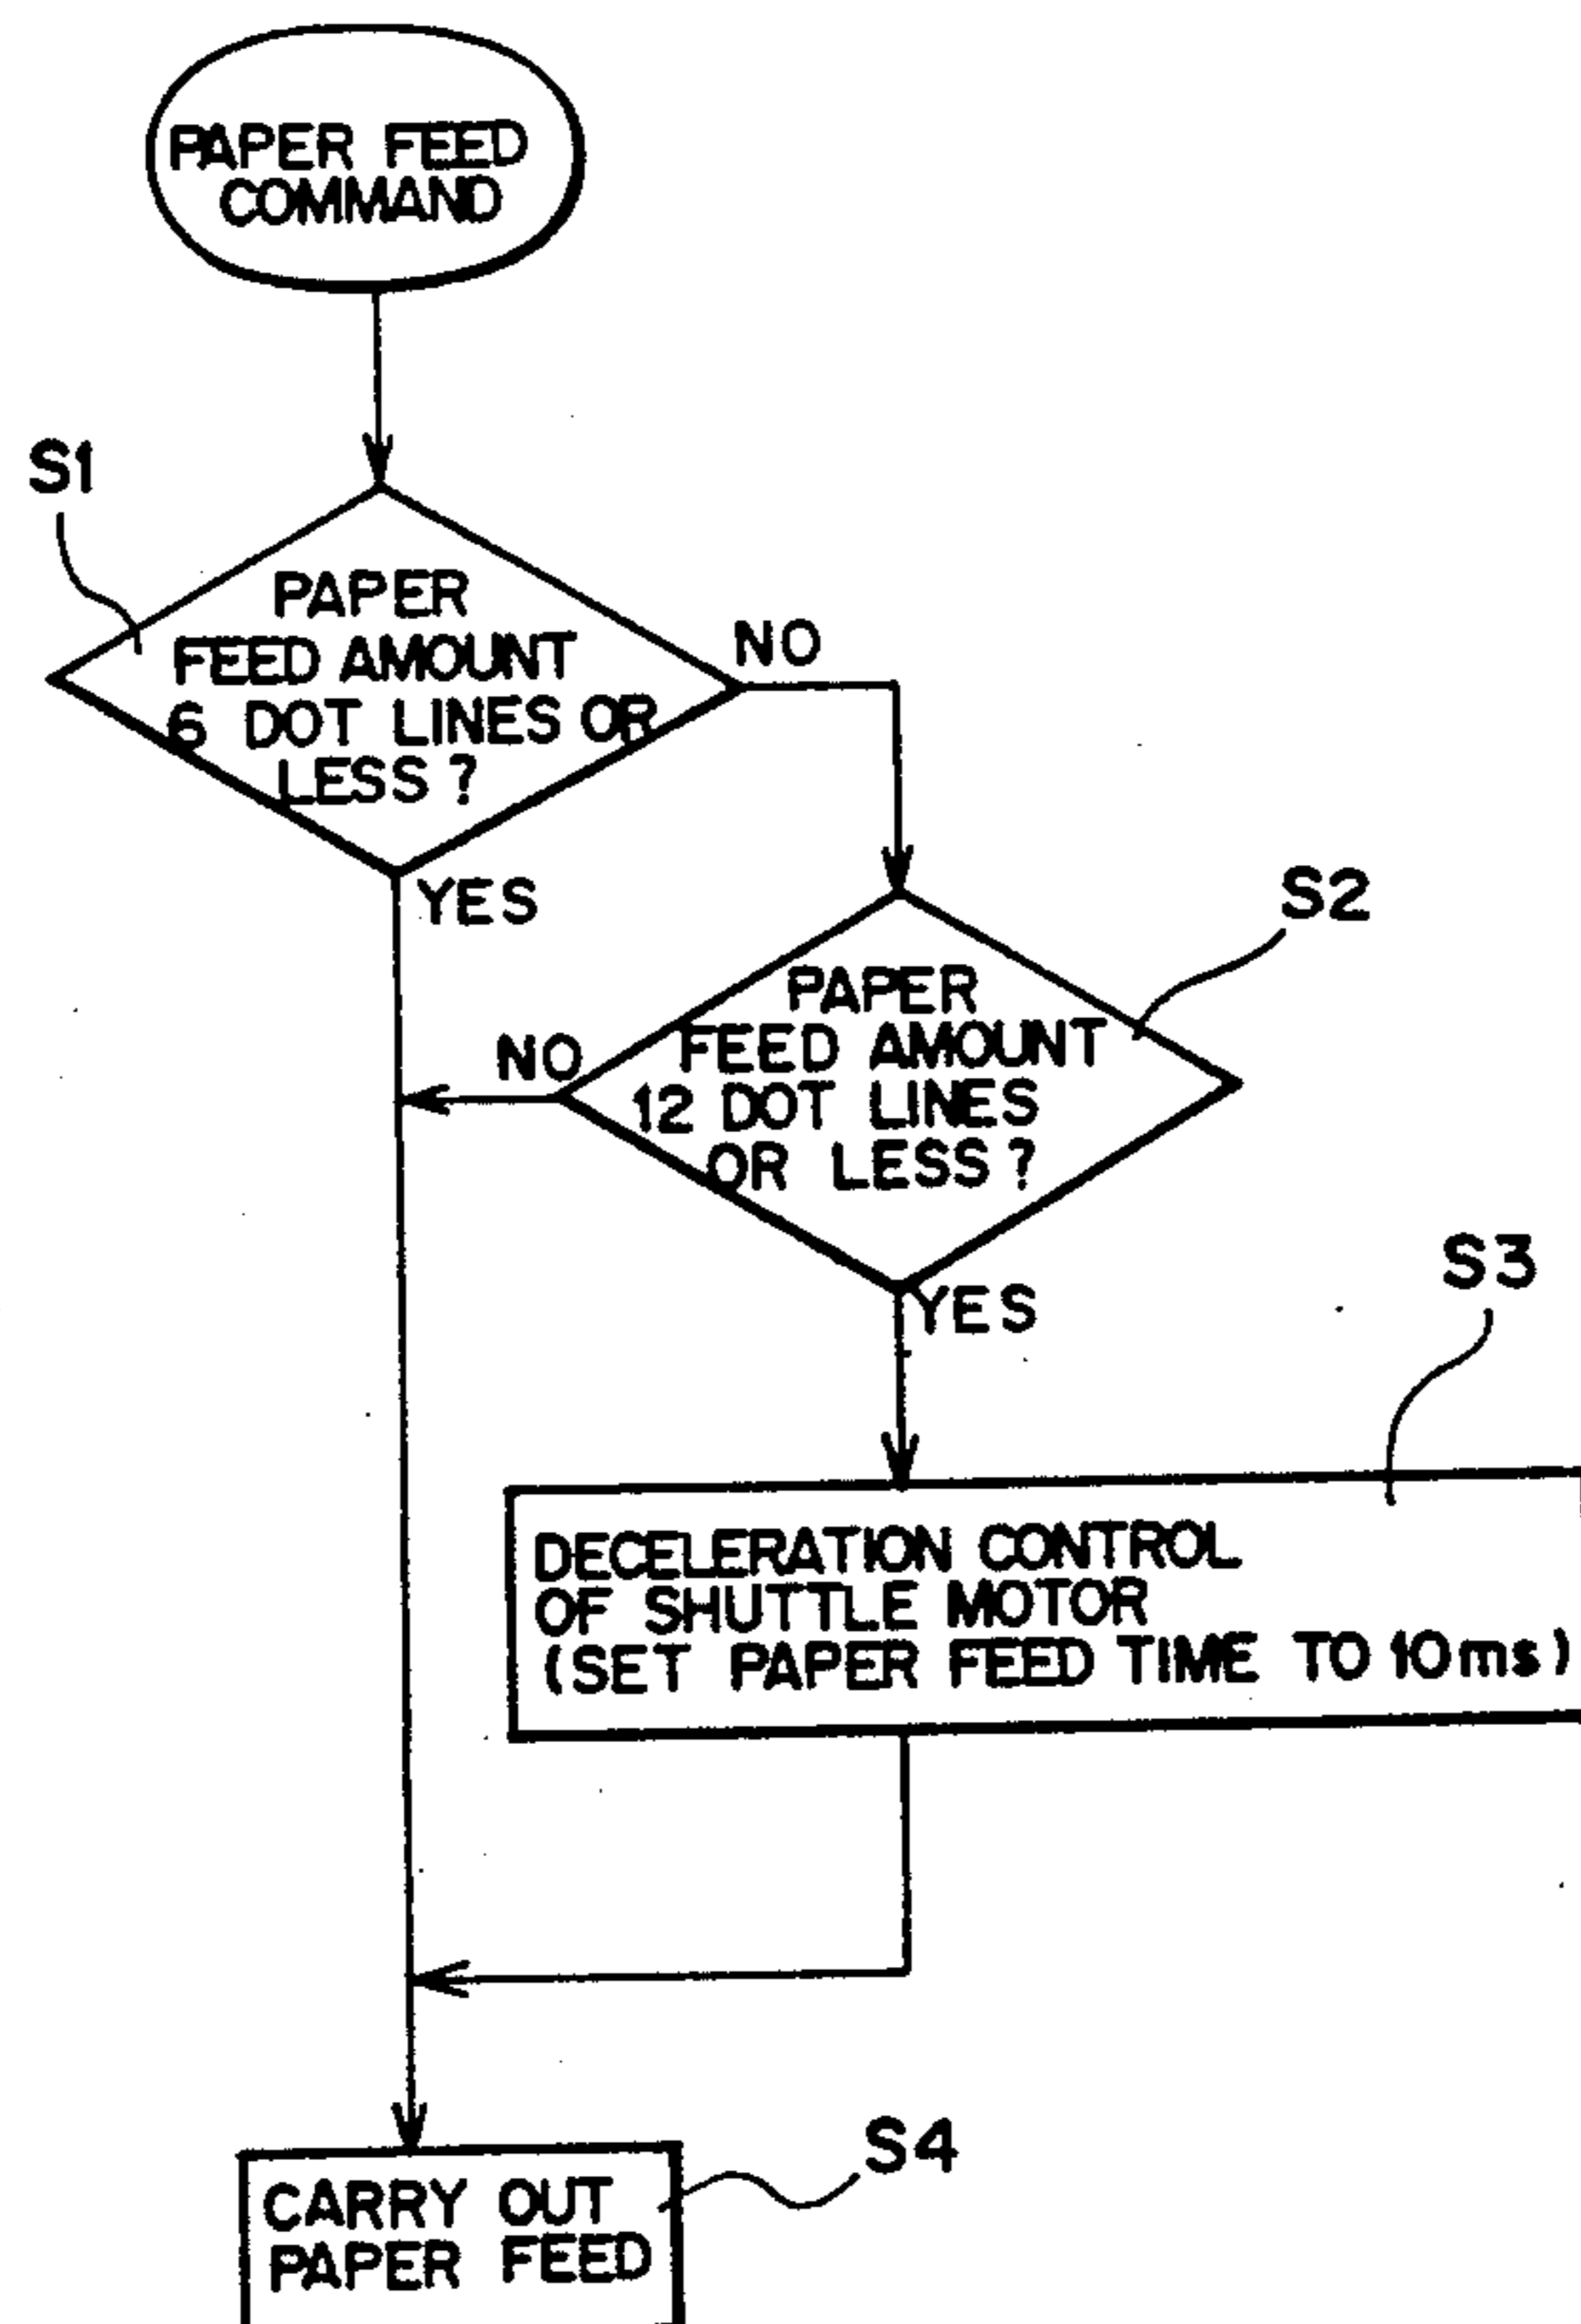 PAPER FEED
COMMAND
S1
PAPER
FEED AMOUNT
6 DOT LINES OR
LESS?
NO
YES
S2
PAPER
FEED AMOUNT
12 DOT LINES
OR LESS?
NO
YES
S3
DECELERATION CONTROL
OF SHUTTLE MOTOR
(SET PAPER FEED TIME TO 10ms)
S4
CARRY OUT
PAPER FEED